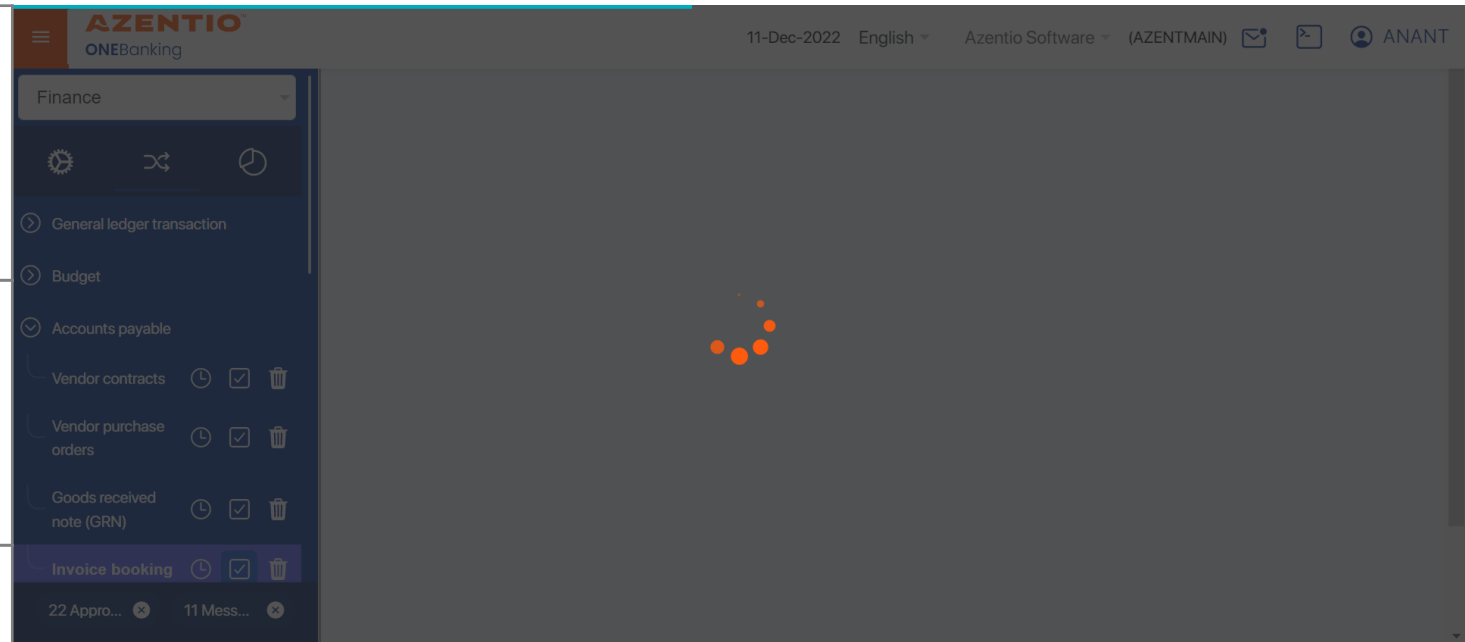 AZENTIO
ONEBanking
11-Dec-2022 English Azentio Software (AZENTMAIN) ANANT
Finance
General ledger transaction
Budget
Accounts payable
Vendor contracts
Vendor purchase
orders
Goods received
note (GRN)
Invoice booking
22 Appro... 11 Mess...